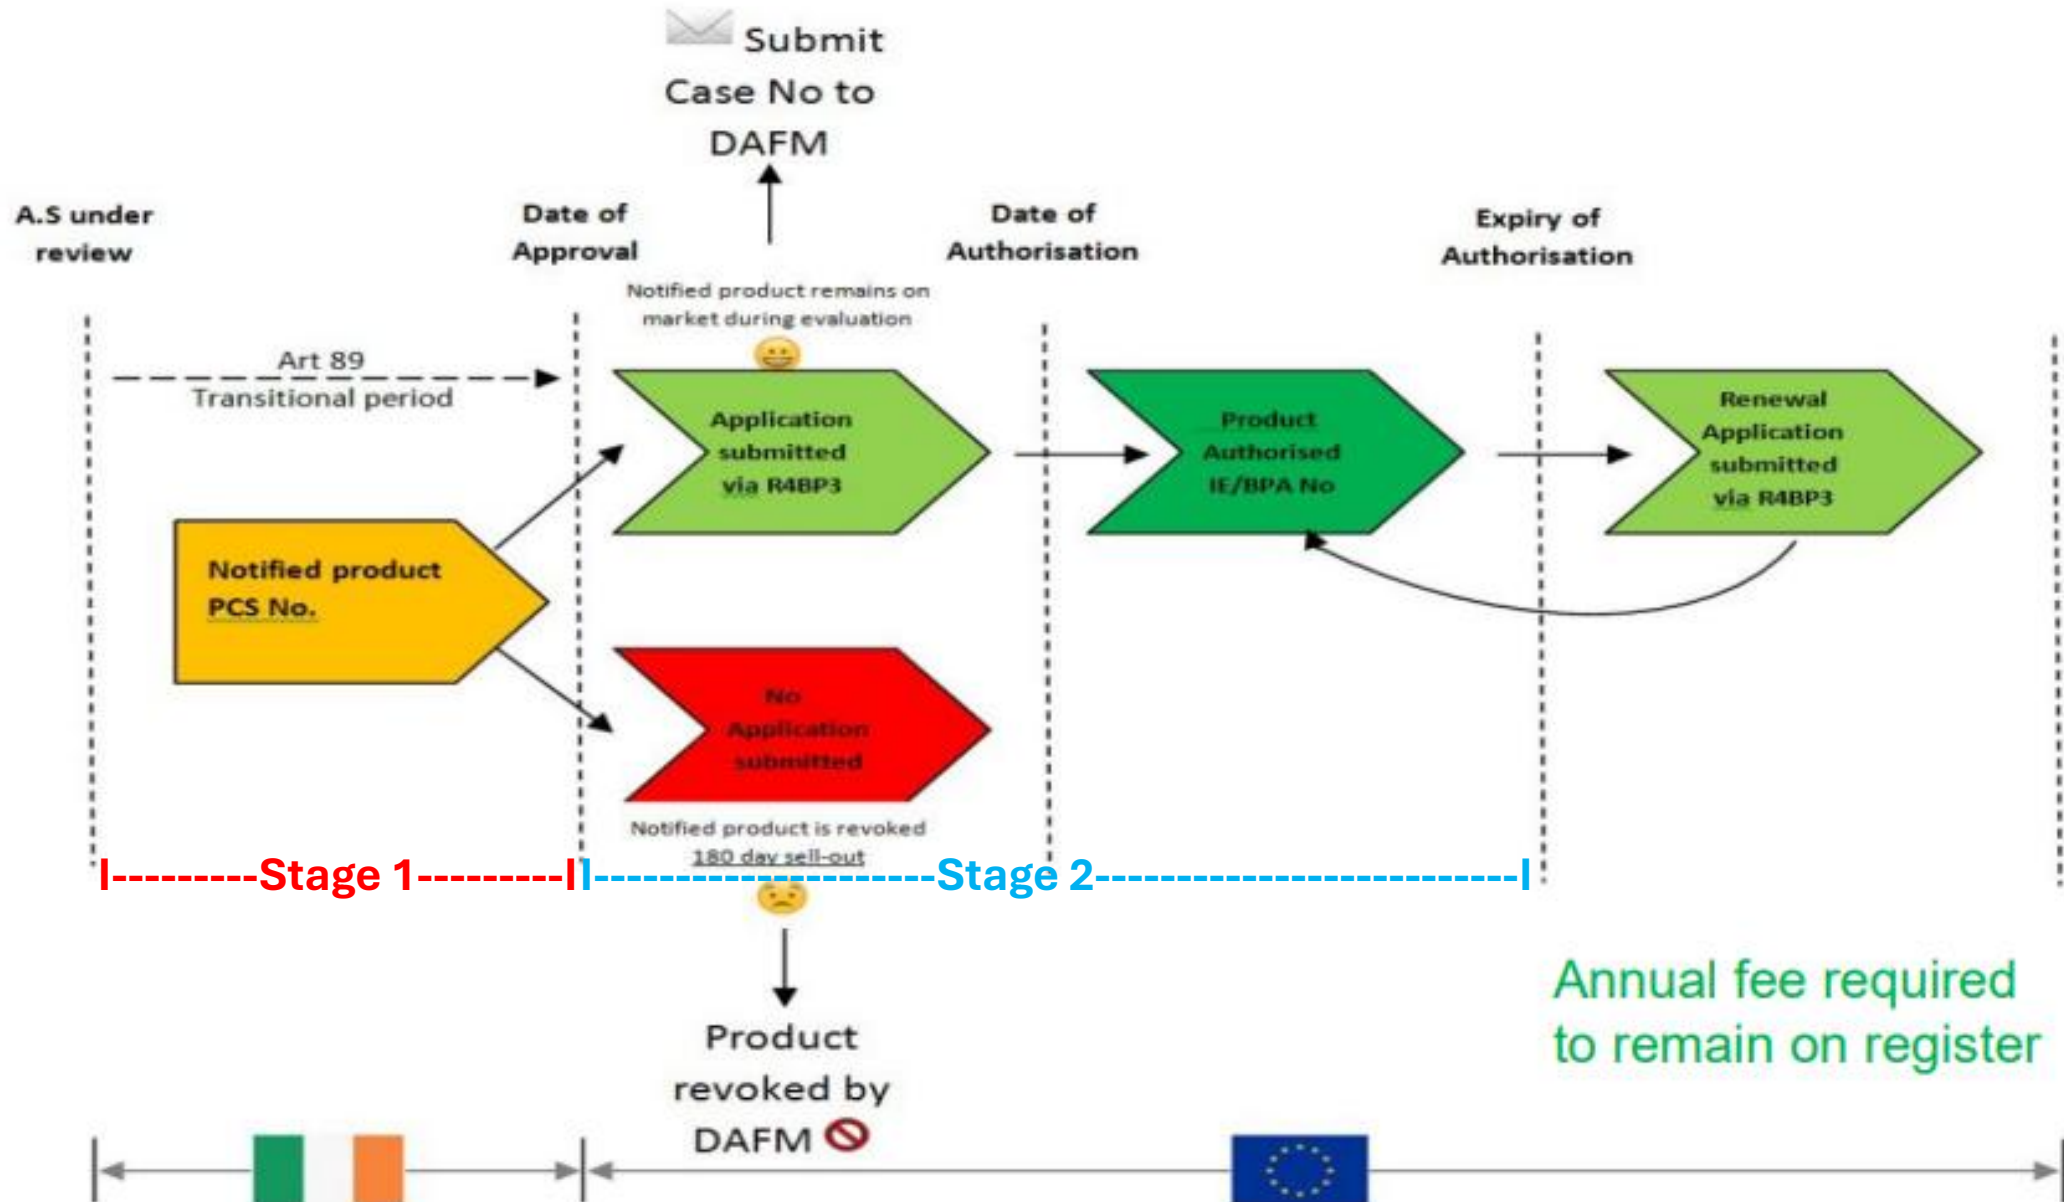 Submit
Case No to
DAFM
A.S under
review
Date of
Approval
Date of
Authorisation
Expiry of
Authorisation
Notified product remains on
market during evaluation
Art 89
Transitional period
Application
submitted
via R4BP3
Product
Authorised
IE/BPA No
Renewal
Application
submitted
via R4BP3
Notified product
PCS No.
No
Application
submitted
Notified product is revoked
180 day sell-out
I---------Stage 1---------I
I---------------------Stage 2--------------------------I
Product
revoked by
DAFM
Annual fee required
to remain on register